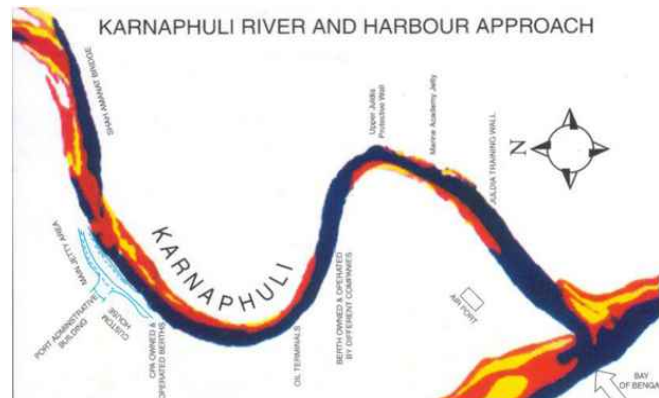 KARNAPHULI RIVER AND HARBOUR APPROACH
SHAH AMANAT BRIDGE
Upper Juldia
Protective Wall
Marine Academy Jetty
JULDIA TRAINING WALL
N
KARNAPHULI
MAIN JETTY AREA
PORT ADMINISTRATIVE
BUILDING
CUSTOM
HOUSE
CPA OWNED &
OPERATED BERTHS
OIL TERMINALS
BERTH OWNED & OPERATED
BY DIFFERENT COMPANIES
AIR PORT
BAY
OF BENGA